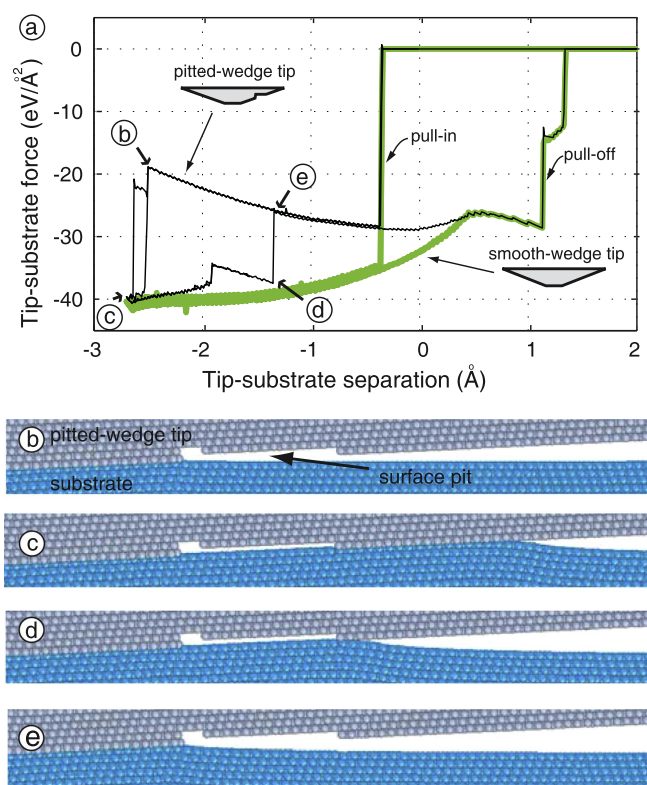 a
Tip-substrate force (eV/Å²)
0
-10
-20
-30
-40
pitted-wedge tip
b
e
pull-in
pull-off
smooth-wedge tip
c
d
-3
-2
-1
0
1
2
Tip-substrate separation (Å)
b
pitted-wedge tip
substrate
surface pit
c
d
e